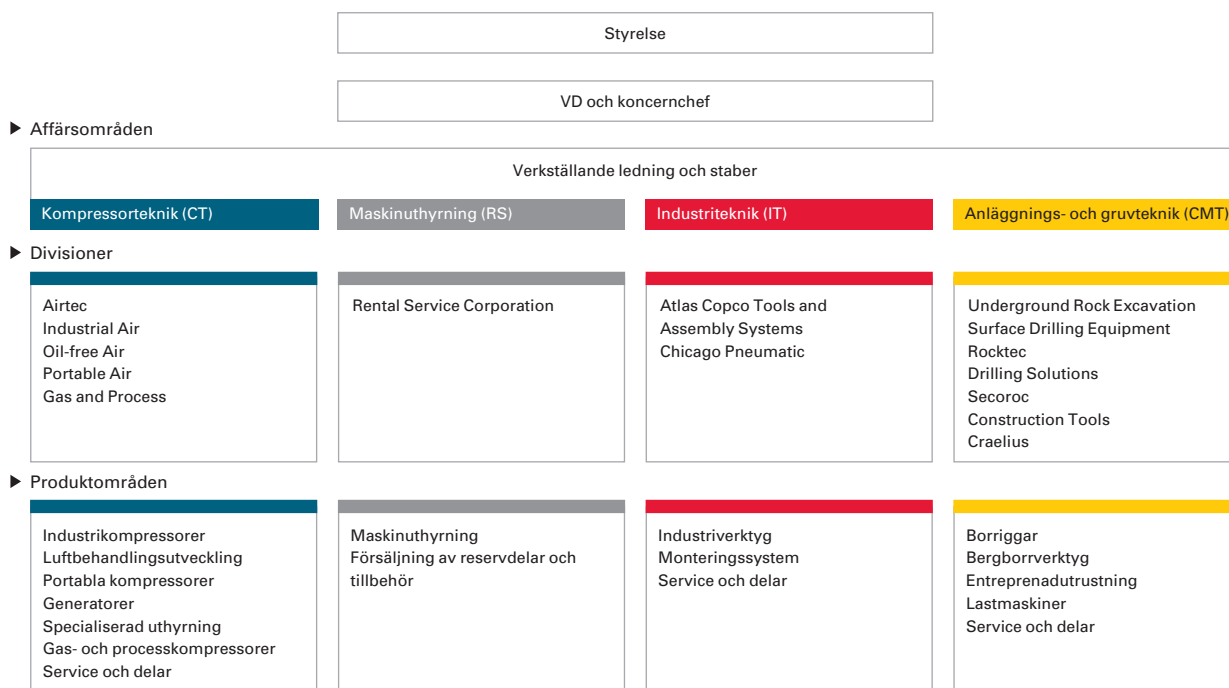 Styrelse
VD och koncernchef
▶ Affärsområden
Verkställande ledning och staber
Kompressorteknik (CT)
Maskinuthyrning (RS)
Industriteknik (IT)
Anläggnings- och gruvteknik (CMT)
▶ Divisioner
Airtec
Industrial Air
Oil-free Air
Portable Air
Gas and Process
Rental Service Corporation
Atlas Copco Tools and
Assembly Systems
Chicago Pneumatic
Underground Rock Excavation
Surface Drilling Equipment
Rocktec
Drilling Solutions
Secoroc
Construction Tools
Craelius
▶ Produktområden
Industrikompressorer
Luftbehandlingsutveckling
Portabla kompressorer
Generatorer
Specialiserad uthyrning
Gas- och processkompressorer
Service och delar
Maskinuthyrning
Försäljning av reservdelar och
tillbehör
Industriverktyg
Monteringssystem
Service och delar
Borriggar
Bergborrverktyg
Entreprenadutrustning
Lastmaskiner
Service och delar